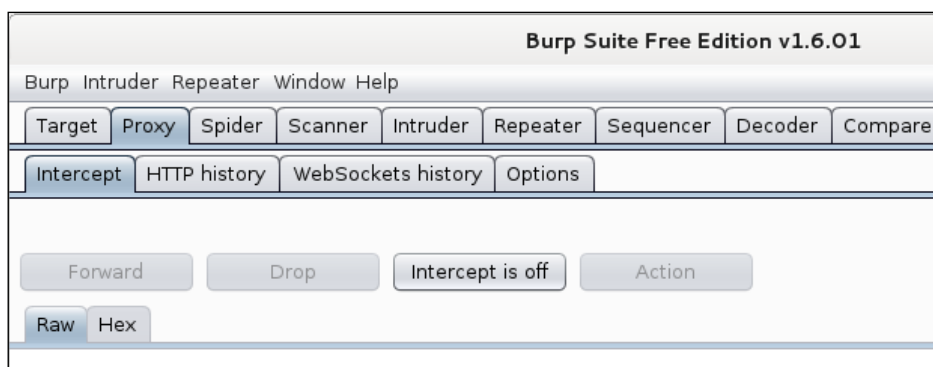 Burp Suite Free Edition v1.6.01
Burp Intruder Repeater Window Help
Target Proxy Spider Scanner Intruder Repeater Sequencer Decoder Compare
Intercept HTTP history WebSockets history Options
Forward Drop Intercept is off Action
Raw Hex